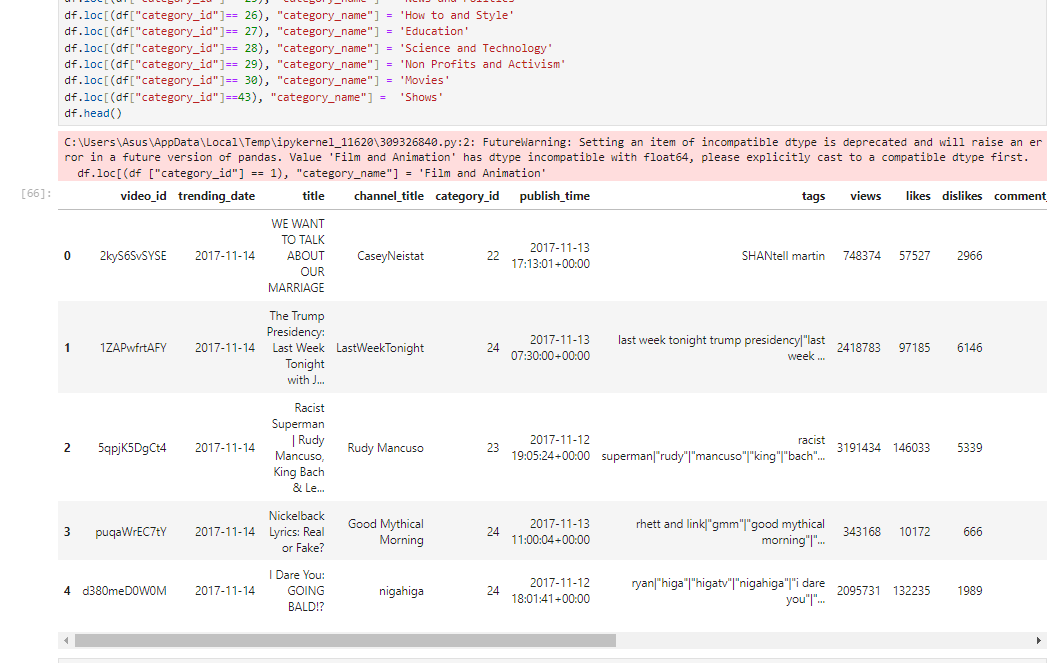 df.loc[(df["category_id"]== 25), "category_name"] = 'News and Politics'
df.loc[(df["category_id"]== 26), "category_name"] = 'How to and Style'
df.loc[(df["category_id"]== 27), "category_name"] = 'Education'
df.loc[(df["category_id"]== 28), "category_name"] = 'Science and Technology'
df.loc[(df["category_id"]== 29), "category_name"] = 'Non Profits and Activism'
df.loc[(df["category_id"]== 30), "category_name"] = 'Movies'
df.loc[(df["category_id"]==43), "category_name"] =  'Shows'
df.head()
C:\Users\Asus\AppData\Local\Temp\ipykernel_11620\309326840.py:2: FutureWarning: Setting an item of incompatible dtype is deprecated and will raise an er
ror in a future version of pandas. Value 'Film and Animation' has dtype incompatible with float64, please explicitly cast to a compatible dtype first.
df.loc[(df ["category_id"] == 1), "category_name"] = 'Film and Animation'
[66]:
video_id trending_date title channel_title category_id publish_time tags views likes dislikes comment_
WE WANT
TO TALK
ABOUT
OUR
MARRIAGE
0 2kyS6SvSYSE 2017-11-14 CaseyNeistat 22 2017-11-13
17:13:01+00:00
SHANtell martin 748374 57527 2966
The Trump
Presidency:
Last Week
Tonight
with J...
1 1ZAPwfrtAFY 2017-11-14 LastWeekTonight 24 2017-11-13
07:30:00+00:00
last week tonight trump presidency|"last
week ...
2418783 97185 6146
Racist
Superman
| Rudy
Mancuso,
King Bach
& Le...
2 5qpjK5DgCt4 2017-11-14 Rudy Mancuso 23 2017-11-12
19:05:24+00:00
racist
superman|"rudy"|"mancuso"|"king"|"bach"...
3191434 146033 5339
Nickelback
Lyrics: Real
or Fake?
3 puqaWrEC7tY 2017-11-14 Good Mythical
Morning
24 2017-11-13
11:00:04+00:00
rhett and link|"gmm"|"good mythical
morning"|"...
343168 10172 666
I Dare You:
GOING
BALD!?
4 d380meD0W0M 2017-11-14 nigahiga 24 2017-11-12
18:01:41+00:00
ryan|"higa"|"higatv"|"nigahiga"|"i dare
you"|"...
2095731 132235 1989